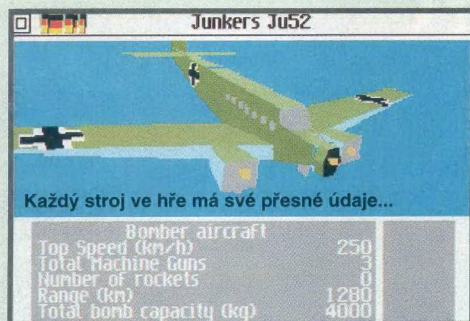 Junkers Ju52
Každý stroj ve hře má své přesné údaje...
Bomber aircraft
Top Speed (km/h) 250
Total Machine Guns 3
Number of rockets 0
Range (km) 1280
Total bomb capacity (kg) 4000